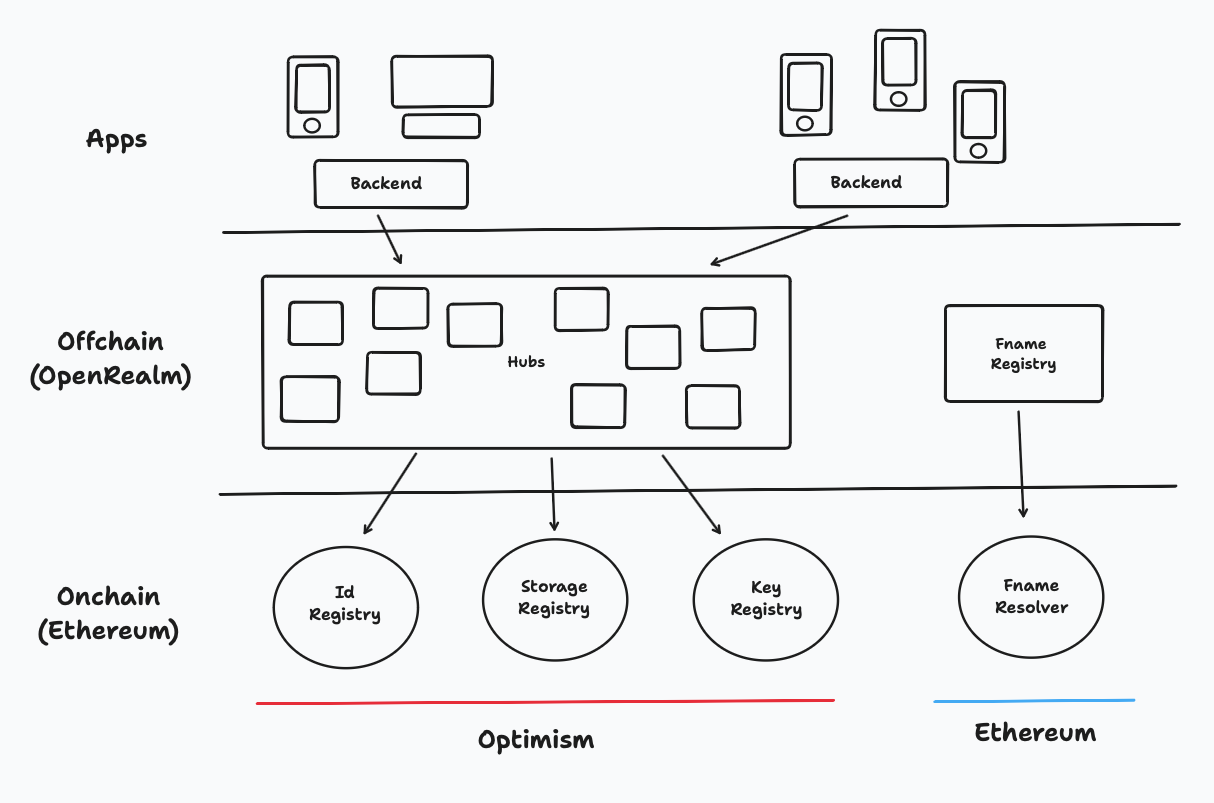 Apps
Backend
Backend
Offchain
(OpenRealm)
Hubs
Fname
Registry
Onchain
(Ethereum)
Id
Registry
Storage
Registry
Key
Registry
Fname
Resolver
Optimism
Ethereum